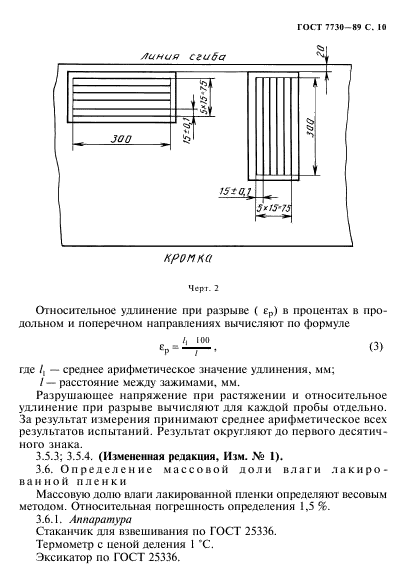 ГОСТ 7730—89 С. 10
линия сгиба
20
5×15=75
15±0,1
300
300
15±0,1
5×15=75
кромка
Черт. 2
Относительное удлинение при разрыве ( εр) в процентах в про-
дольном и поперечном направлениях вычисляют по формуле
εр = l1 100 / l ,   (3)
где l1 — среднее арифметическое значение удлинения, мм;
l — расстояние между зажимами, мм.
Разрушающее напряжение при растяжении и относительное
удлинение при разрыве вычисляют для каждой пробы отдельно.
За результат измерения принимают среднее арифметическое всех
результатов испытаний. Результат округляют до первого десятич-
ного знака.
3.5.3; 3.5.4. (Измененная редакция, Изм. № 1).
3.6. Определение массовой доли влаги лакиро-
ванной пленки
Массовую долю влаги лакированной пленки определяют весовым
методом. Относительная погрешность определения 1,5 %.
3.6.1. Аппаратура
Стаканчик для взвешивания по ГОСТ 25336.
Термометр с ценой деления 1 °С.
Эксикатор по ГОСТ 25336.